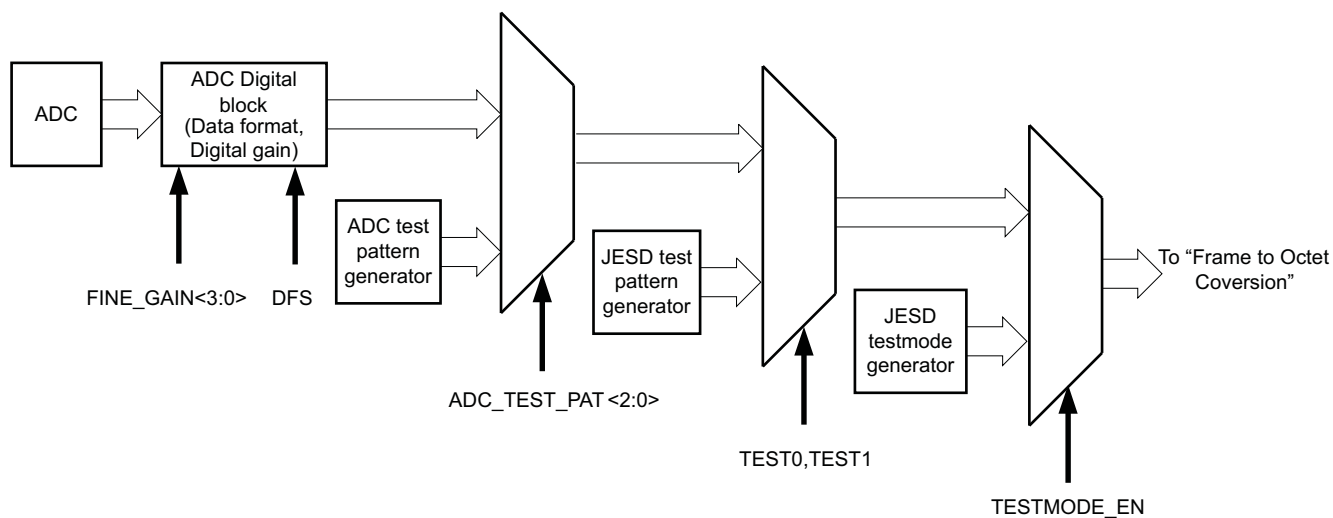 ADC
ADC Digital
block
(Data format,
Digital gain)
FINE_GAIN<3:0>
DFS
ADC test
pattern
generator
ADC_TEST_PAT <2:0>
JESD test
pattern
generator
TEST0,TEST1
JESD
testmode
generator
TESTMODE_EN
To “Frame to Octet
Coversion”